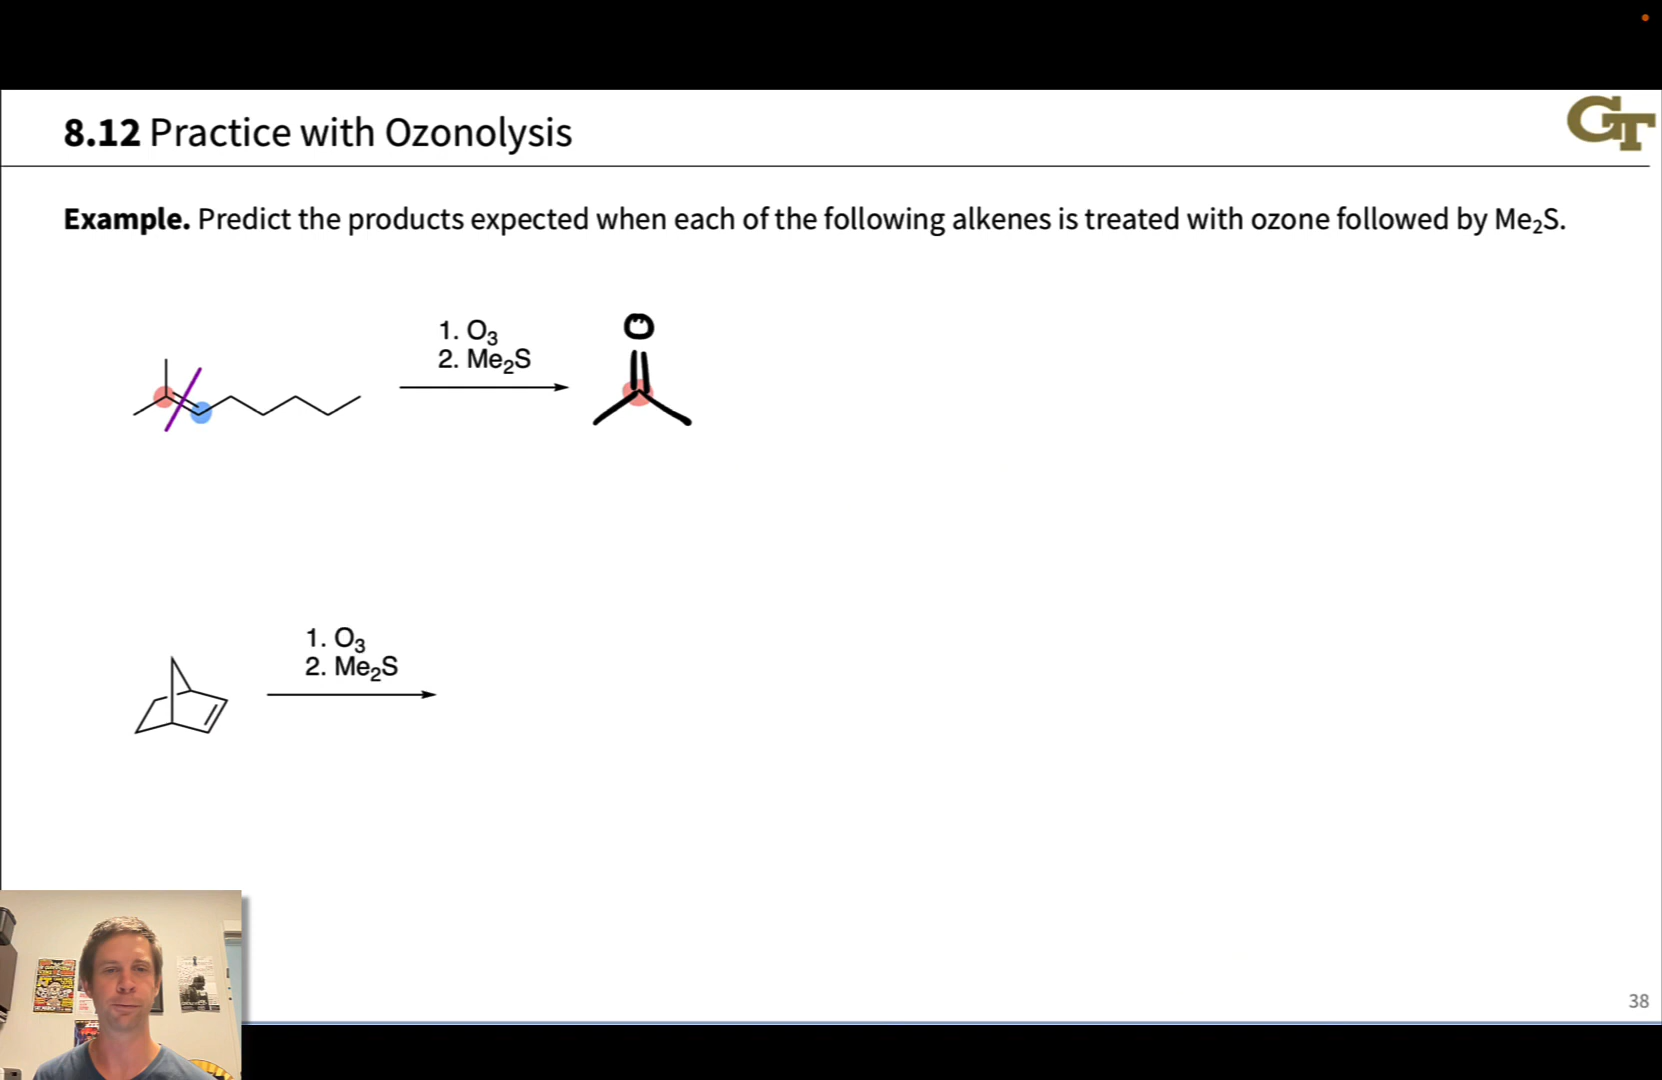 GT
8.12 Practice with Ozonolysis
Example. Predict the products expected when each of the following alkenes is treated with ozone followed by Me₂S.
1. O₃
2. Me₂S
O
1. O₃
2. Me₂S
38